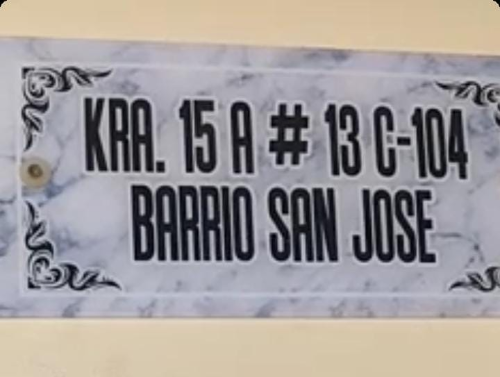 KRA. 15 A # 13 C-104
BARRIO SAN JOSE